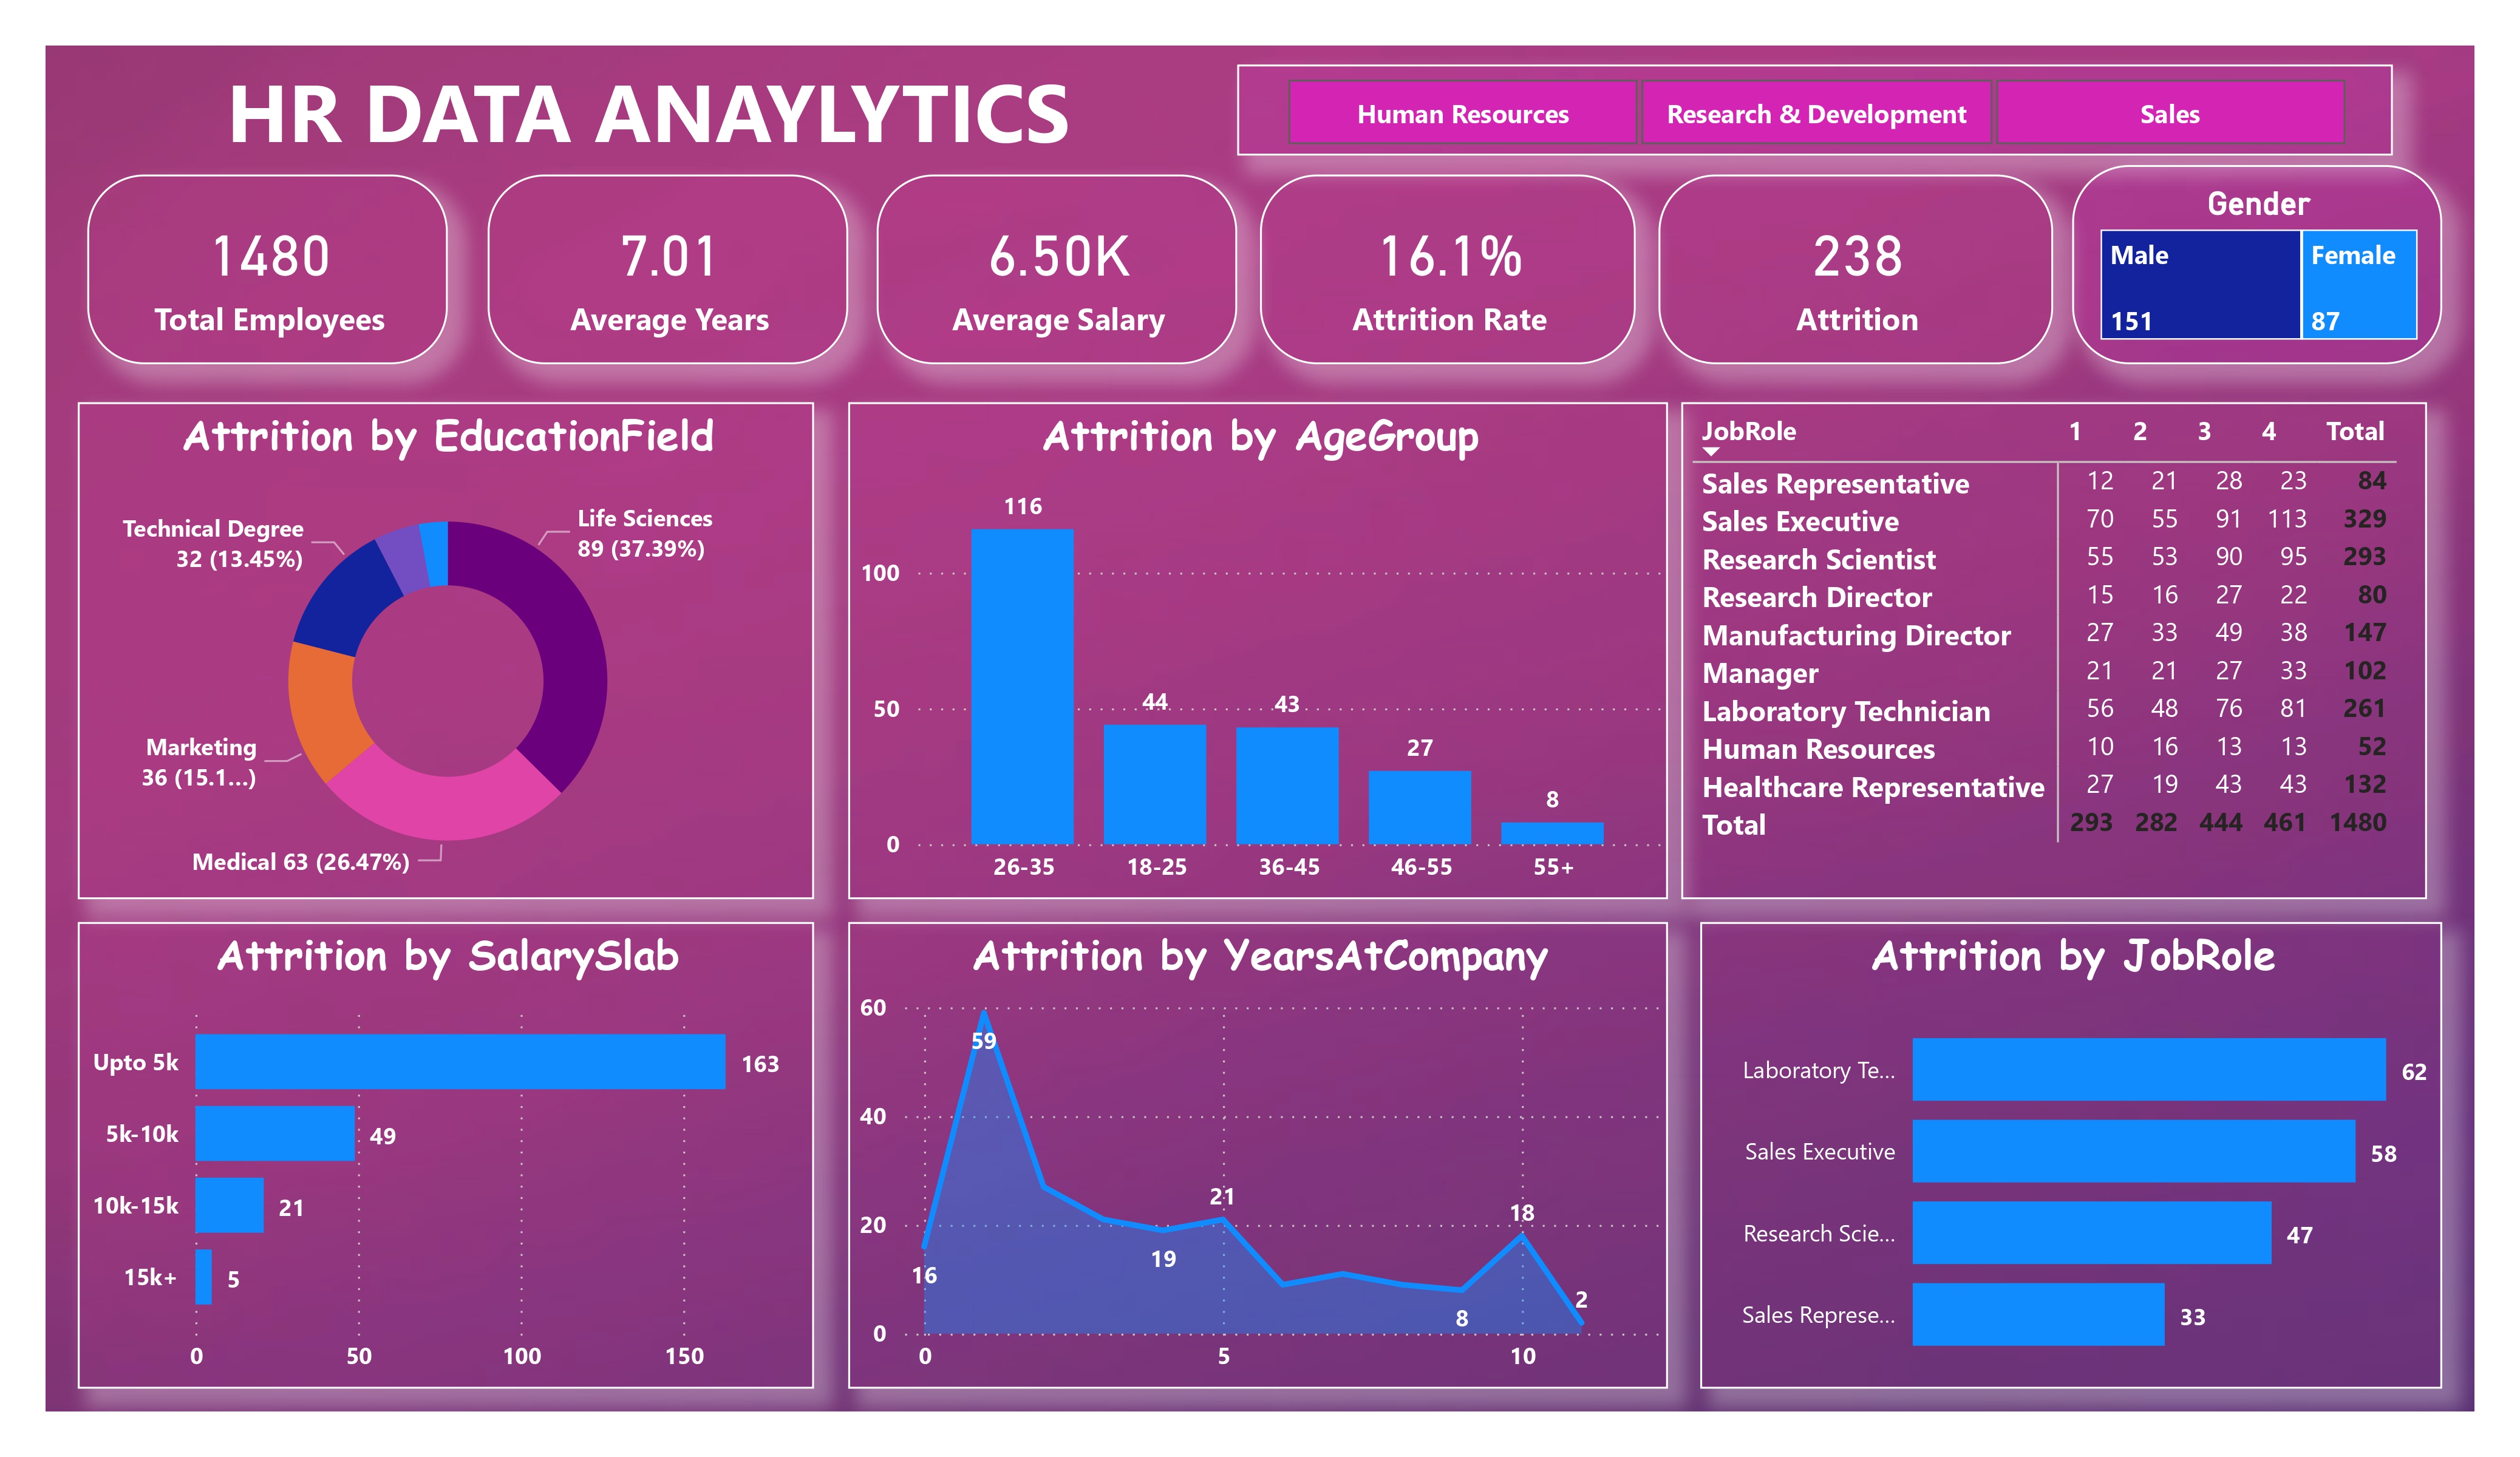 HR DATA ANAYLYTICS
Human Resources Research & Development Sales
1480
Total Employees
7.01
Average Years
6.50K
Average Salary
16.1%
Attrition Rate
238
Attrition
Gender
Male Female
151 87
Attrition by EducationField
Life Sciences
89 (37.39%)
Technical Degree
32 (13.45%)
Marketing
36 (15.1...)
Medical 63 (26.47%)
Attrition by AgeGroup
100
50
0
116
44
43
27
8
26-35 18-25 36-45 46-55 55+
JobRole 1 2 3 4 Total
Sales Representative 12 21 28 23 84
Sales Executive 70 55 91 113 329
Research Scientist 55 53 90 95 293
Research Director 15 16 27 22 80
Manufacturing Director 27 33 49 38 147
Manager 21 21 27 33 102
Laboratory Technician 56 48 76 81 261
Human Resources 10 16 13 13 52
Healthcare Representative 27 19 43 43 132
Total 293 282 444 461 1480
Attrition by SalarySlab
Upto 5k 163
5k-10k 49
10k-15k 21
15k+ 5
0 50 100 150
Attrition by YearsAtCompany
60
40
20
0
16
59
19
21
8
18
2
0 5 10
Attrition by JobRole
Laboratory Te... 62
Sales Executive 58
Research Scie... 47
Sales Represe... 33